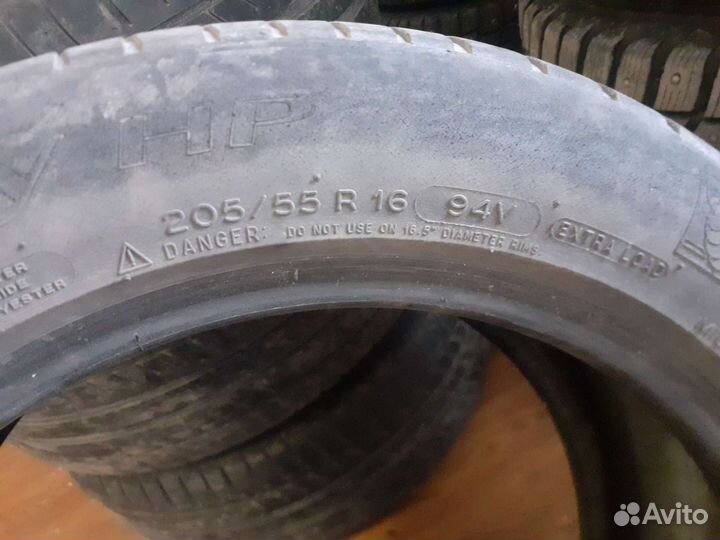 HP
205/55 R 16 94V
⚠ DANGER: DO NOT USE ON 16.5" DIAMETER RIMS.
EXTRA LOAD
Avito